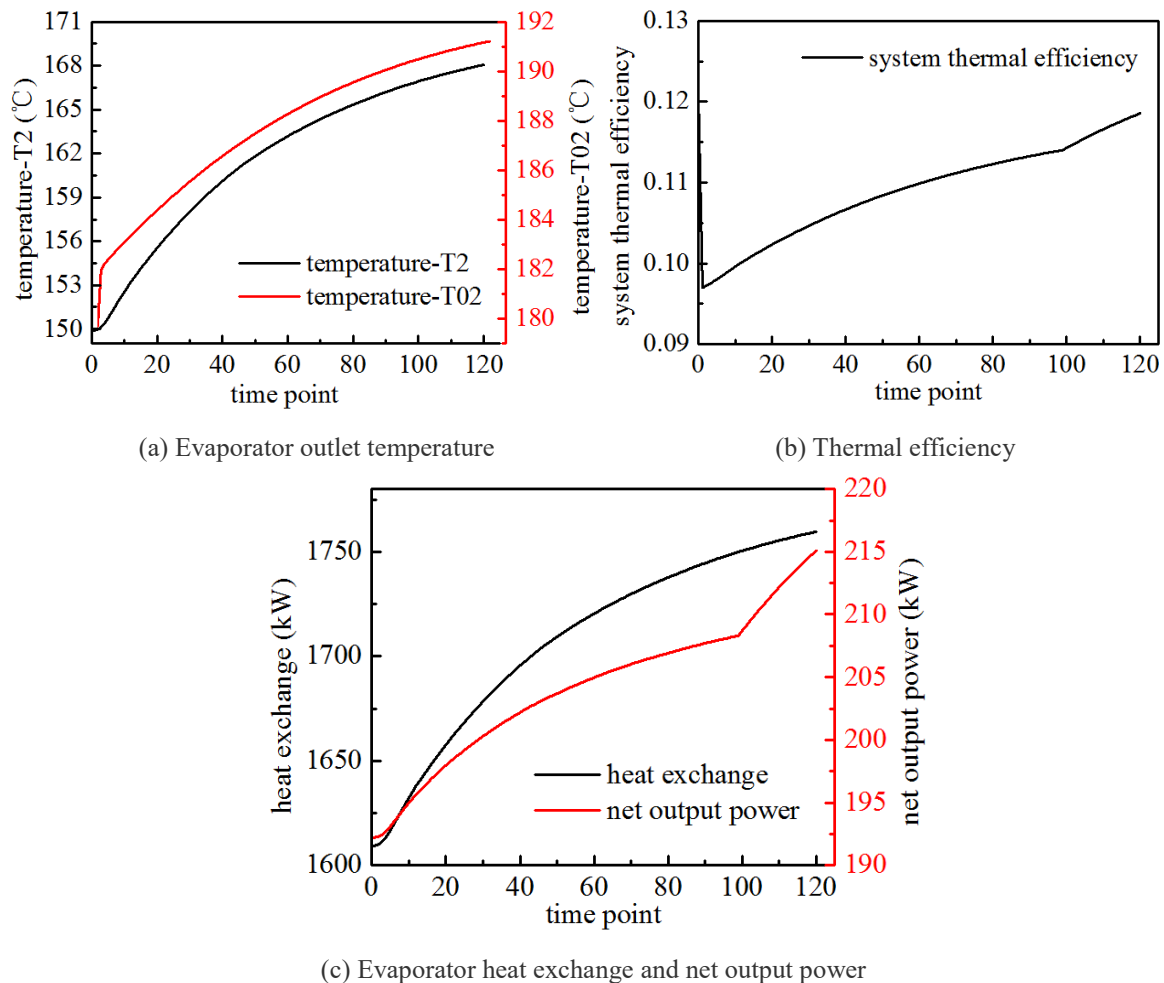 temperature-T2 (℃)
171
168
165
162
159
156
153
150
192
190
188
186
184
182
180
temperature-T02 (℃)
temperature-T2
temperature-T02
0 20 40 60 80 100 120
time point
(a) Evaporator outlet temperature
system thermal efficiency
0.13
0.12
0.11
0.10
0.09
system thermal efficiency
0 20 40 60 80 100 120
time point
(b) Thermal efficiency
heat exchange (kW)
1750
1700
1650
1600
220
215
210
205
200
195
190
net output power (kW)
heat exchange
net output power
0 20 40 60 80 100 120
time point
(c) Evaporator heat exchange and net output power